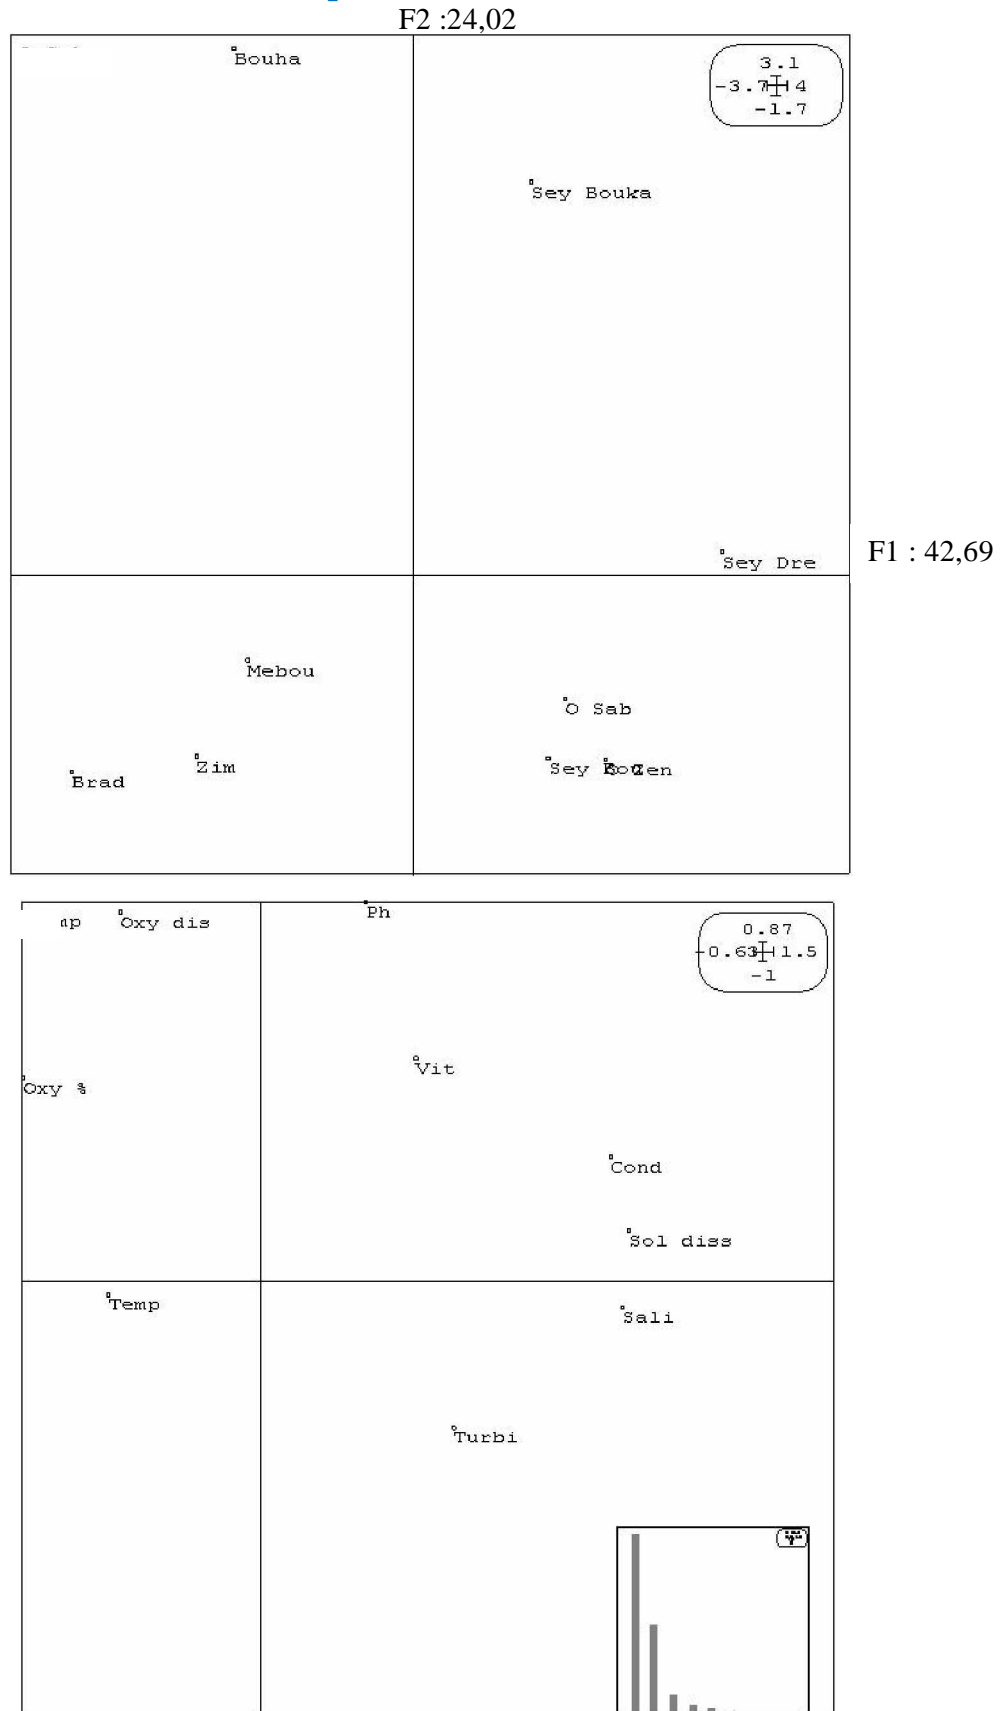 F2 :24,02
Bouha
3.1
-3.7 4
-1.7
Sey Bouka
Sey Dre
F1 : 42,69
Mebou
O Sab
Zim
Sey
Brad
Ph
Oxy dis
0.87
-0.63 1.5
-1
Vit
Oxy %
Cond
Sol diss
Temp
Sali
Turbi